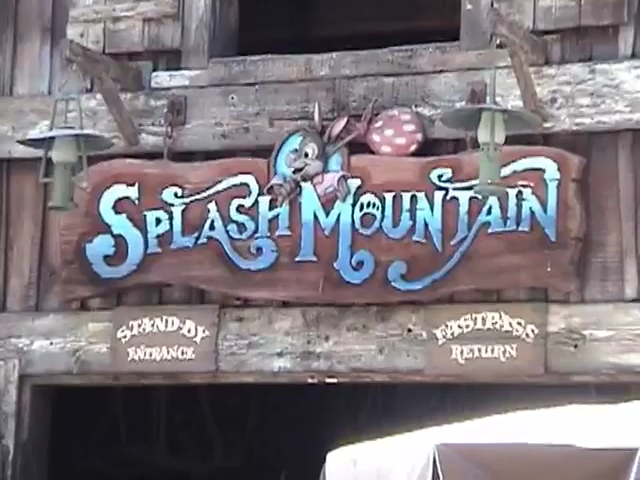 SPLASH MOUNTAIN
STAND-BY
ENTRANCE
FASTPASS
RETURN